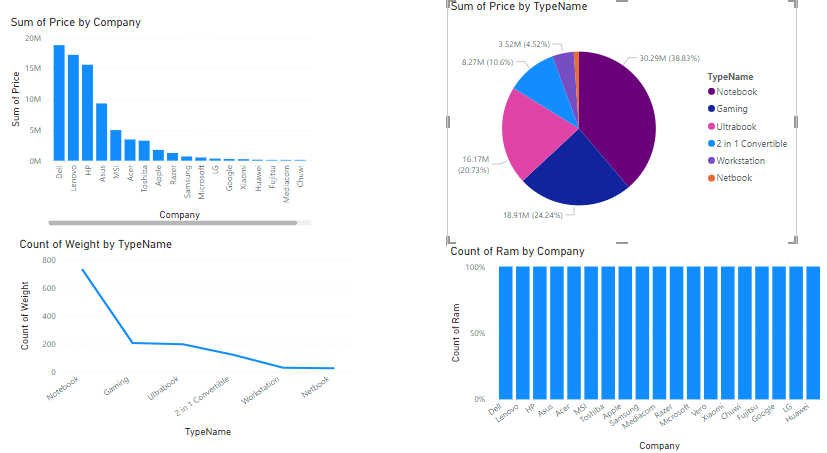 Sum of Price by Company
20M
15M
10M
5M
0M
Sum of Price
Dell
Lenovo
HP
Asus
MSI
Acer
Toshiba
Apple
Razer
Samsung
Microsoft
LG
Google
Xiaomi
Huawei
Fujitsu
Mediacom
Chuwi
Company
Sum of Price by TypeName
3.52M (4.52%)
8.27M (10.6%)
30.29M (38.83%)
16.17M
(20.73%)
18.91M (24.24%)
TypeName
Notebook
Gaming
Ultrabook
2 in 1 Convertible
Workstation
Netbook
Count of Weight by TypeName
800
600
400
200
0
Count of Weight
Notebook
Gaming
Ultrabook
2 in 1 Convertible
Workstation
Netbook
TypeName
Count of Ram by Company
100%
50%
0%
Count of Ram
Dell
Lenovo
HP
Asus
Acer
MSI
Toshiba
Apple
Samsung
Mediacom
Razer
Microsoft
Vero
Xiaomi
Chuwi
Fujitsu
Google
LG
Huawei
Company